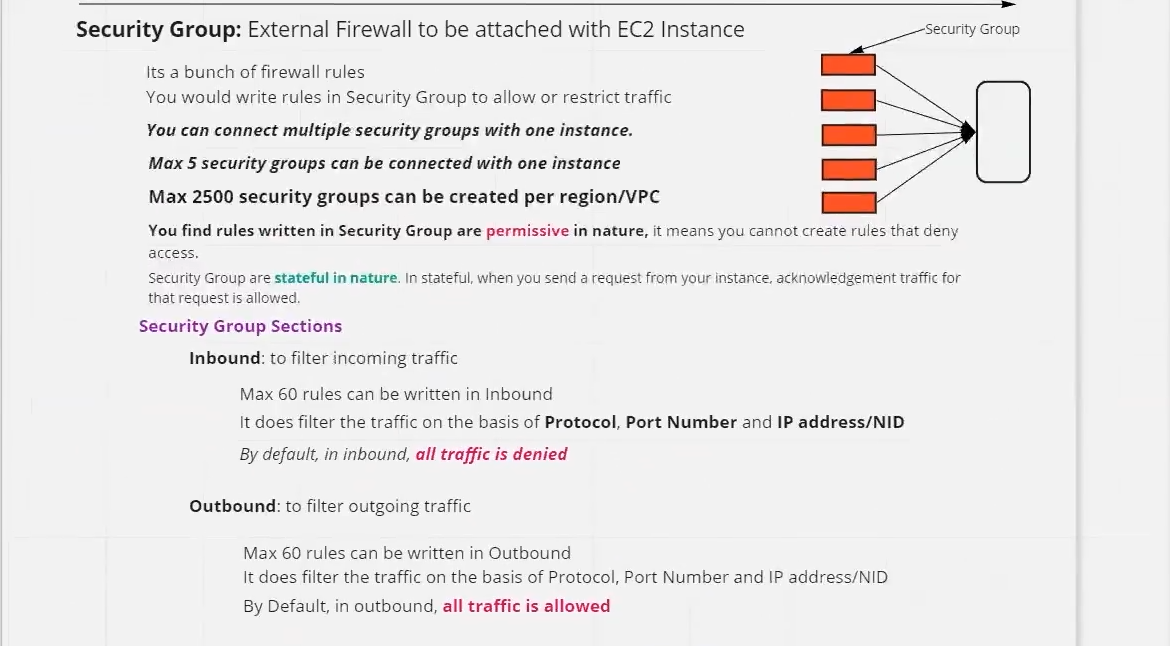 Security Group: External Firewall to be attached with EC2 Instance
Security Group
Its a bunch of firewall rules
You would write rules in Security Group to allow or restrict traffic
You can connect multiple security groups with one instance.
Max 5 security groups can be connected with one instance
Max 2500 security groups can be created per region/VPC
You find rules written in Security Group are permissive in nature, it means you cannot create rules that deny
access.
Security Group are stateful in nature. In stateful, when you send a request from your instance, acknowledgement traffic for
that request is allowed.
Security Group Sections
Inbound: to filter incoming traffic
Max 60 rules can be written in Inbound
It does filter the traffic on the basis of Protocol, Port Number and IP address/NID
By default, in inbound, all traffic is denied
Outbound: to filter outgoing traffic
Max 60 rules can be written in Outbound
It does filter the traffic on the basis of Protocol, Port Number and IP address/NID
By Default, in outbound, all traffic is allowed